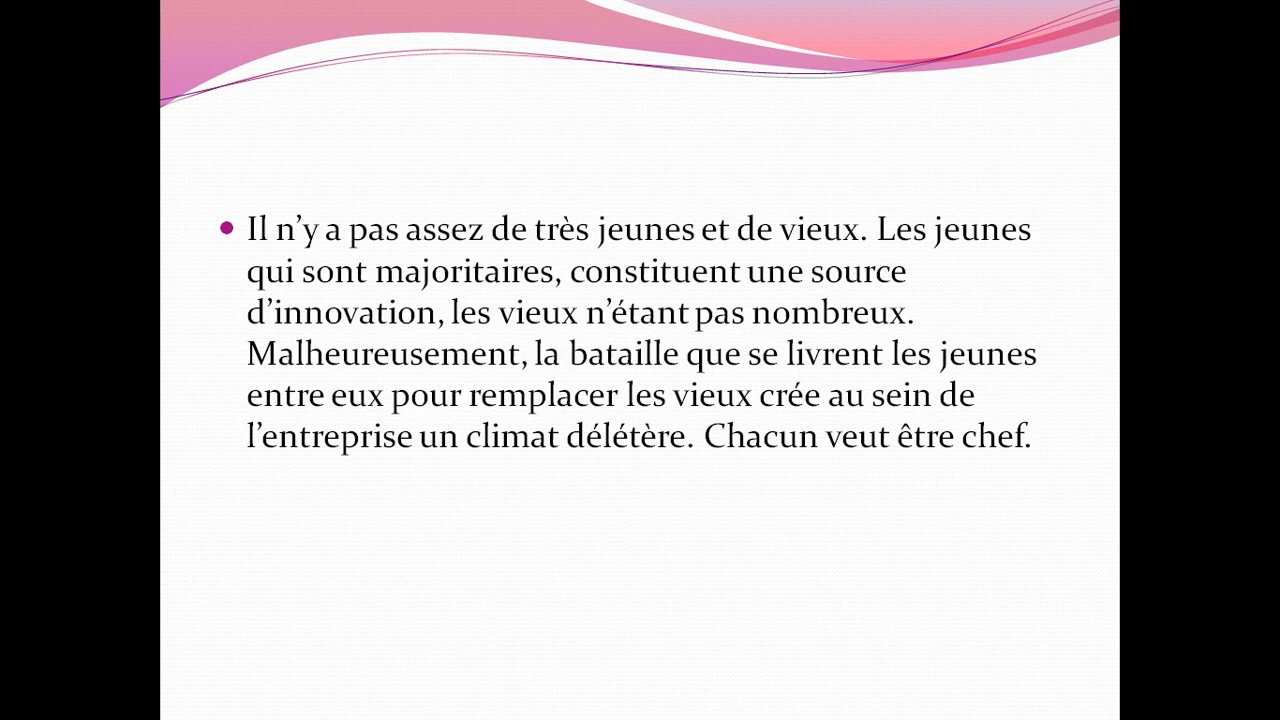 Il n’y a pas assez de très jeunes et de vieux. Les jeunes
qui sont majoritaires, constituent une source
d’innovation, les vieux n’étant pas nombreux.
Malheureusement, la bataille que se livrent les jeunes
entre eux pour remplacer les vieux crée au sein de
l’entreprise un climat délétère. Chacun veut être chef.